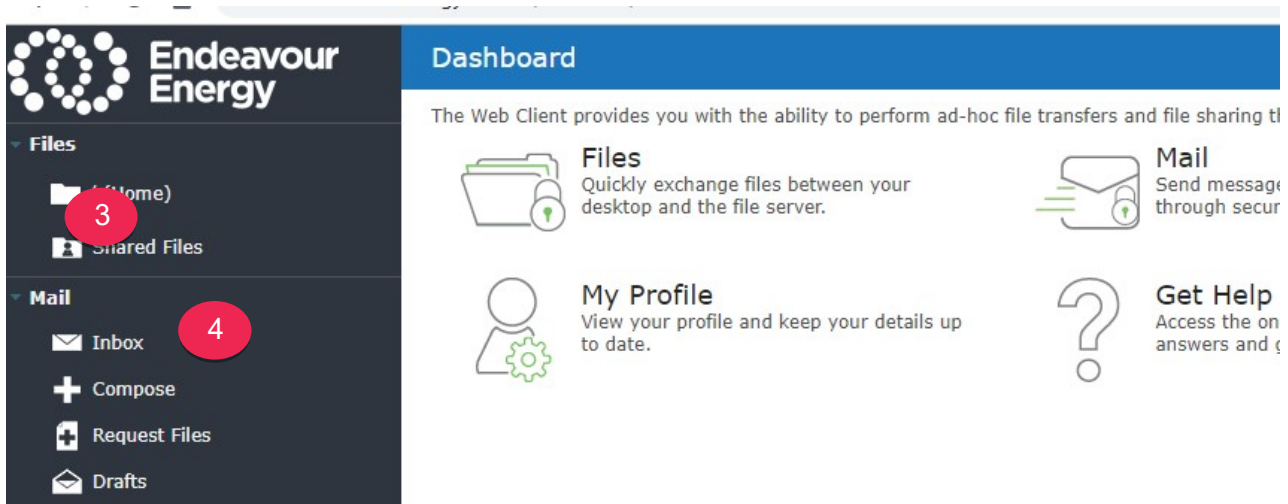 Endeavour
Energy
Dashboard
The Web Client provides you with the ability to perform ad-hoc file transfers and file sharing
Files
ome)
3
Shared Files
Mail
Inbox
4
Compose
Request Files
Drafts
Files
Quickly exchange files between your
desktop and the file server.
Mail
Send message
through secur
My Profile
View your profile and keep your details up
to date.
Get Help
Access the on
answers and g